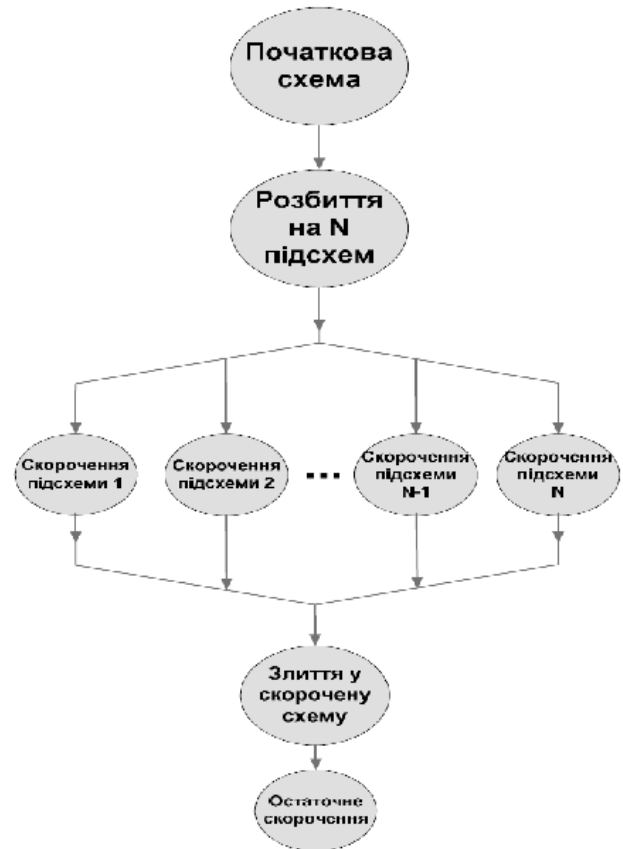 Початкова
схема
Розбиття
на N
підсхем
Скорочення
підсхеми 1
Скорочення
підсхеми 2
...
Скорочення
підсхеми
N-1
Скорочення
підсхеми
N
Злиття у
скорочену
схему
Остаточне
скорочення